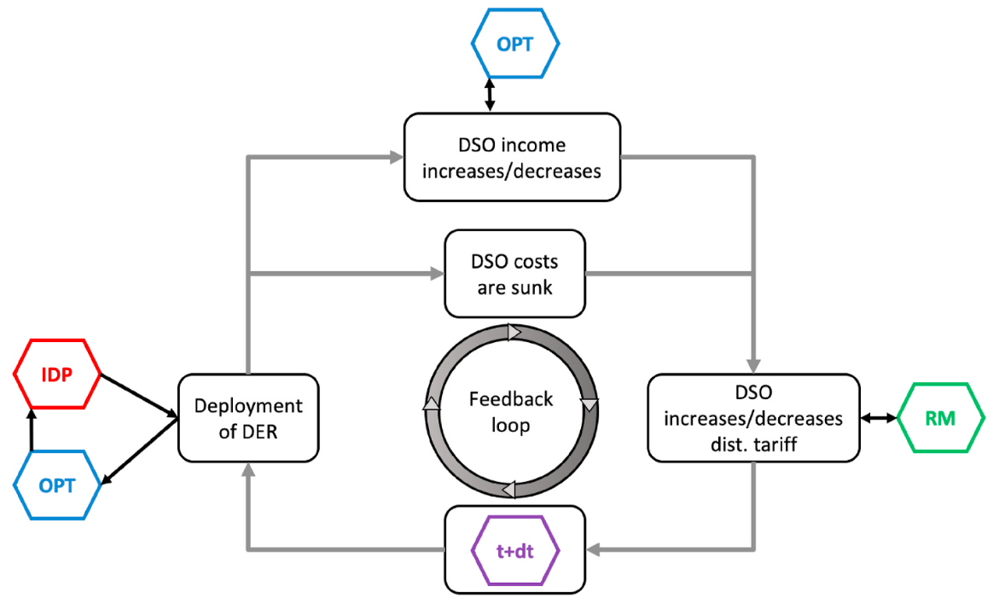 OPT
DSO income
increases/decreases
DSO costs
are sunk
IDP
Deployment
of DER
OPT
Feedback
loop
DSO
increases/decreases
dist. tariff
RM
t+dt